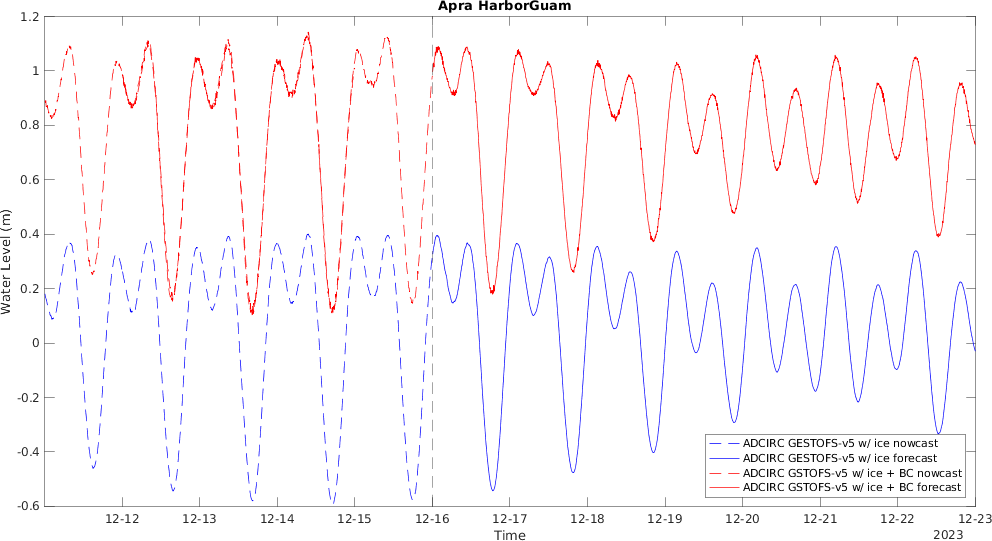 Apra HarborGuam
1.2
1
0.8
0.6
0.4
0.2
0
-0.2
-0.4
-0.6
Water Level (m)
ADCIRC GESTOFS-v5 w/ ice nowcast
ADCIRC GESTOFS-v5 w/ ice forecast
ADCIRC GSTOFS-v5 w/ ice + BC nowcast
ADCIRC GSTOFS-v5 w/ ice + BC forecast
12-12 12-13 12-14 12-15 12-16 12-17 12-18 12-19 12-20 12-21 12-22 12-23
Time
2023